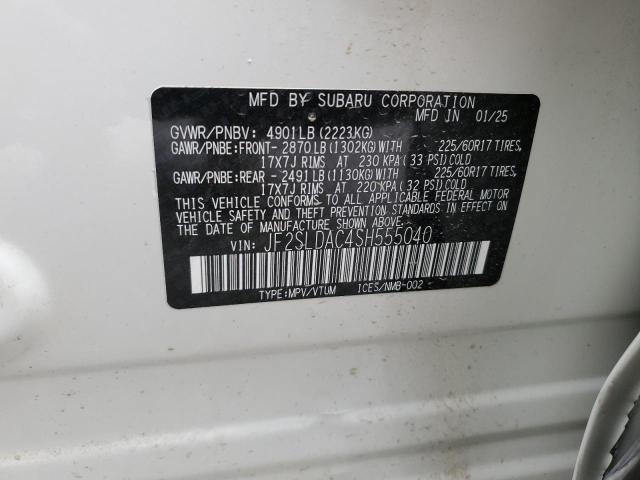 MFD BY SUBARU CORPORATION
MFD IN 01/25
GVWR/PNBV: 4901LB(2223KG)
GAWR/PNBE:FRONT- 2870LB(1302KG)WITH 225/60R17 TIRES,
17X7J RIMS AT 230 KPA(33 PSI)COLD
GAWR/PNBE:REAR - 2491LB(1130KG)WITH 225/60R17 TIRES,
17X7J RIMS AT 220 KPA(32 PSI)COLD
THIS VEHICLE CONFORMS TO ALL APPLICABLE FEDERAL MOTOR
VEHICLE SAFETY AND THEFT PREVENTION STANDARDS IN EFFECT ON
THE DATE OF MANUFACTURE SHOWN ABOVE.
VIN: JF2SLDAC4SH555040
TYPE:MPV/VTUM ICES/NMB-002